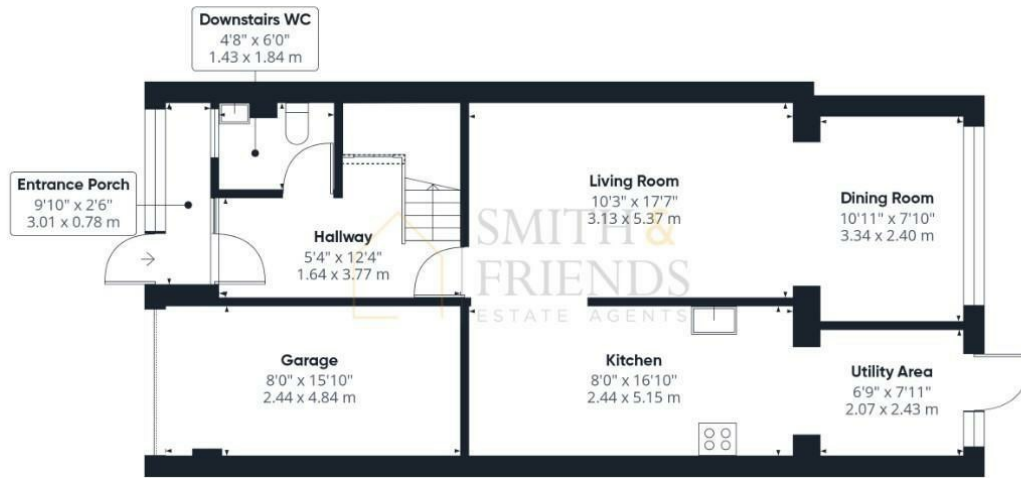 Downstairs WC
4'8" x 6'0"
1.43 x 1.84 m
Entrance Porch
9'10" x 2'6"
3.01 x 0.78 m
Hallway
5'4" x 12'4"
1.64 x 3.77 m
Living Room
10'3" x 17'7"
3.13 x 5.37 m
Dining Room
10'11" x 7'10"
3.34 x 2.40 m
SMITH &
FRIENDS
ESTATE AGENTS
Garage
8'0" x 15'10"
2.44 x 4.84 m
Kitchen
8'0" x 16'10"
2.44 x 5.15 m
Utility Area
6'9" x 7'11"
2.07 x 2.43 m